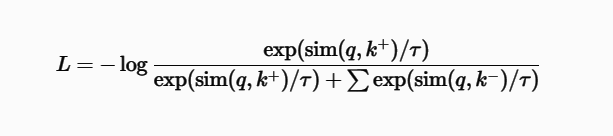 L = − log exp(sim(q, k⁺)/τ) / exp(sim(q, k⁺)/τ) + ∑ exp(sim(q, k⁻)/τ)